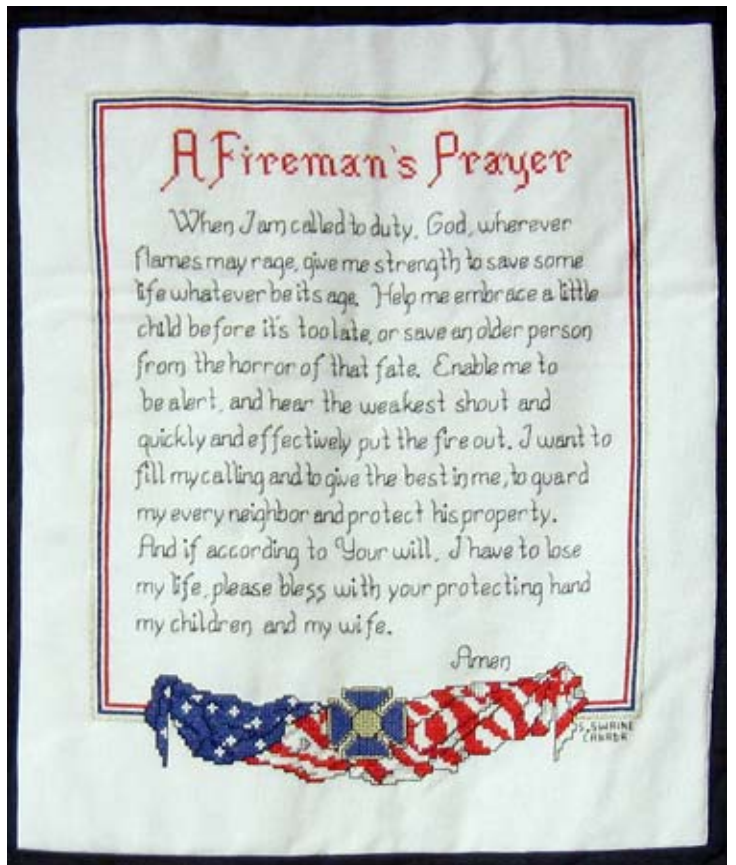 A Fireman's Prayer
When I am called to duty, God, wherever
flames may rage, give me strength to save some
life whatever be its age. Help me embrace a little
child before it's too late, or save an older person
from the horror of that fate. Enable me to
be alert, and hear the weakest shout and
quickly and effectively put the fire out. I want to
fill my calling and to give the best in me, to guard
my every neighbor and protect his property.
And if according to Your will, I have to lose
my life, please bless with your protecting hand
my children and my wife.
Amen
S. SWAINE
CANADA